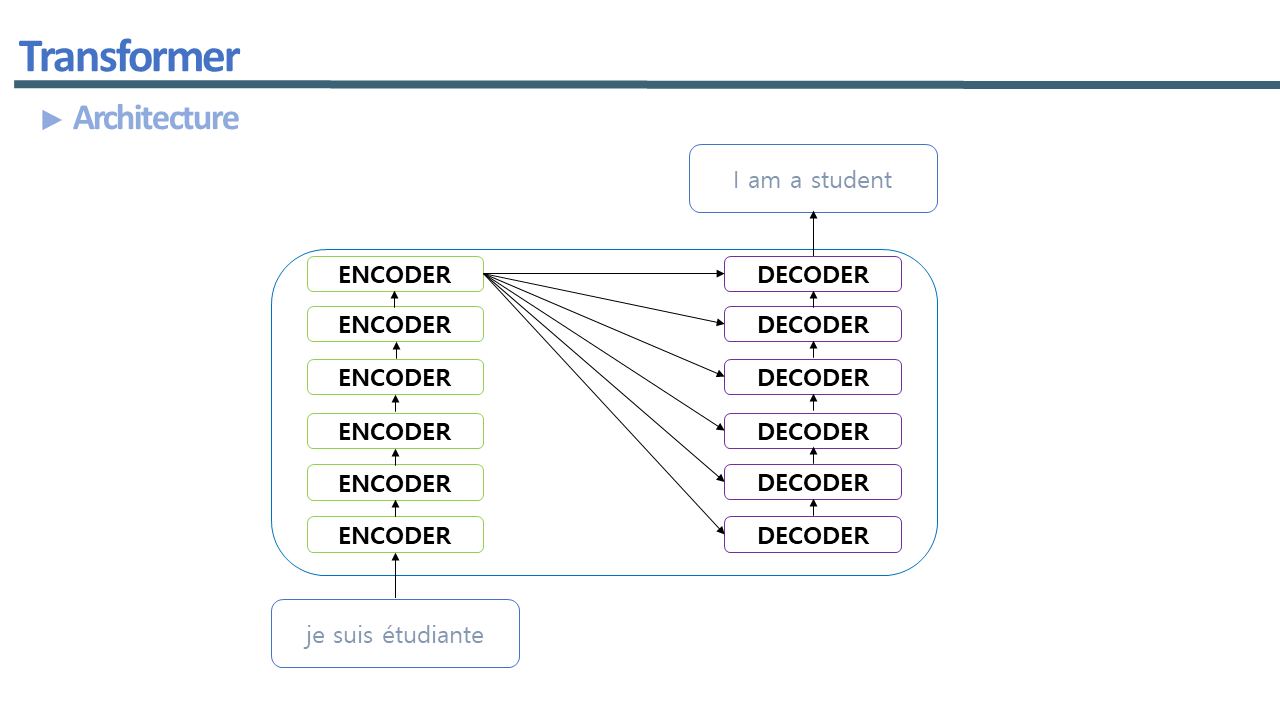 Transformer
► Architecture
I am a student
ENCODER
ENCODER
ENCODER
ENCODER
ENCODER
ENCODER
DECODER
DECODER
DECODER
DECODER
DECODER
DECODER
je suis étudiante